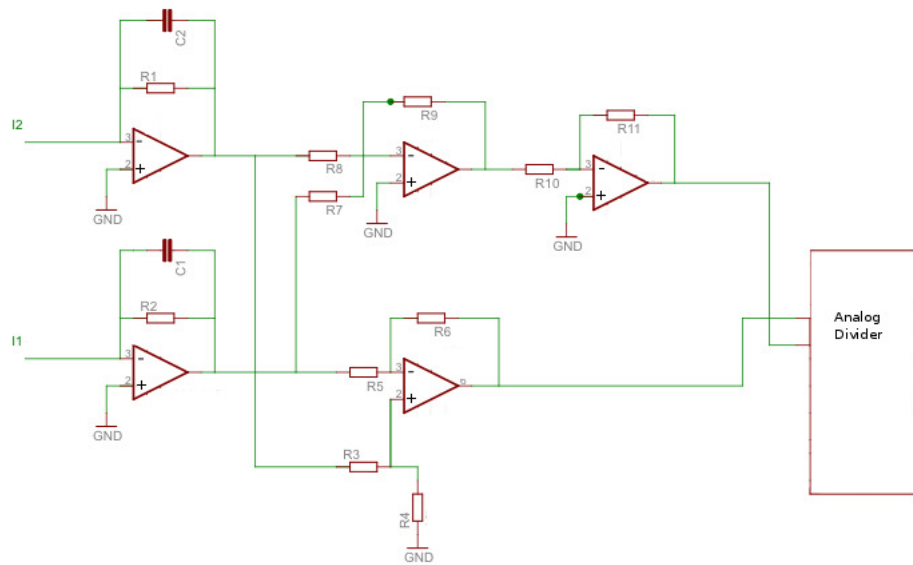 C2
R1
I2
3
-
2
+
GND
R9
R8
3
-
2
+
R7
GND
R11
R10
3
-
2
+
GND
C1
R2
I1
3
-
2
+
GND
R6
R5
3
-
2
+
R3
R4
GND
Analog
Divider